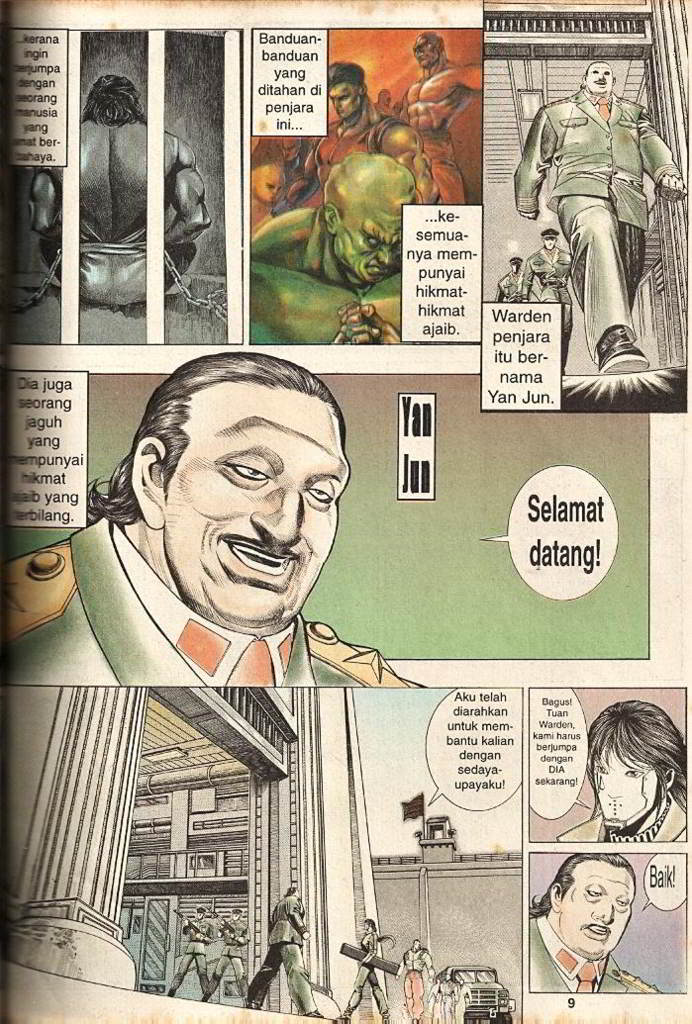 ...kerana
ingin
berjumpa
dengan
seorang
manusia
yang
amat ber-
bahaya.
Banduan-
banduan
yang
ditahan di
penjara
ini...
...ke-
semua-
nya mem-
punyai
hikmat-
hikmat
ajaib.
Warden
penjara
itu ber-
nama
Yan Jun.
Dia juga
seorang
jaguh
yang
mempunyai
hikmat
ajaib yang
terbilang.
Yan
Jun
Selamat
datang!
Aku telah
diarahkan
untuk mem-
bantu kalian
dengan
sedaya-
upayaku!
Bagus!
Tuan
Warden,
kami harus
berjumpa
dengan
DIA
sekarang!
Baik!
9